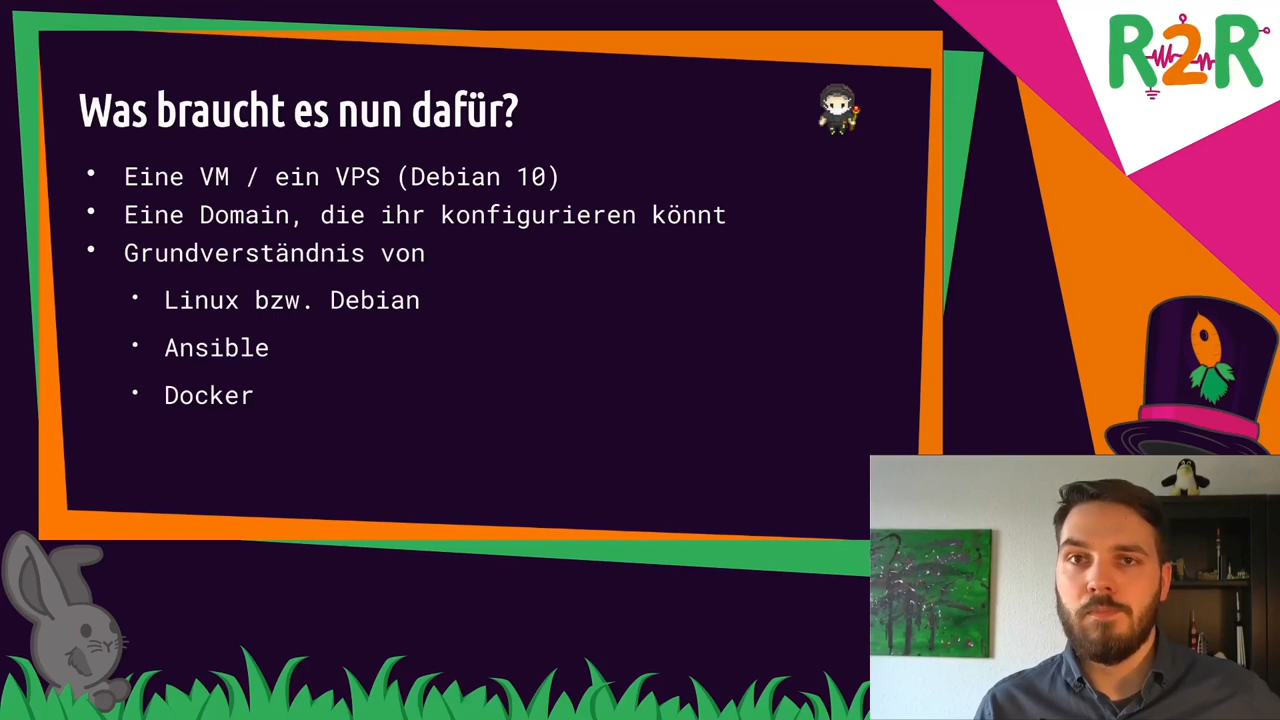 R2R
Was braucht es nun dafür?
Eine VM / ein VPS (Debian 10)
Eine Domain, die ihr konfigurieren könnt
Grundverständnis von
Linux bzw. Debian
Ansible
Docker